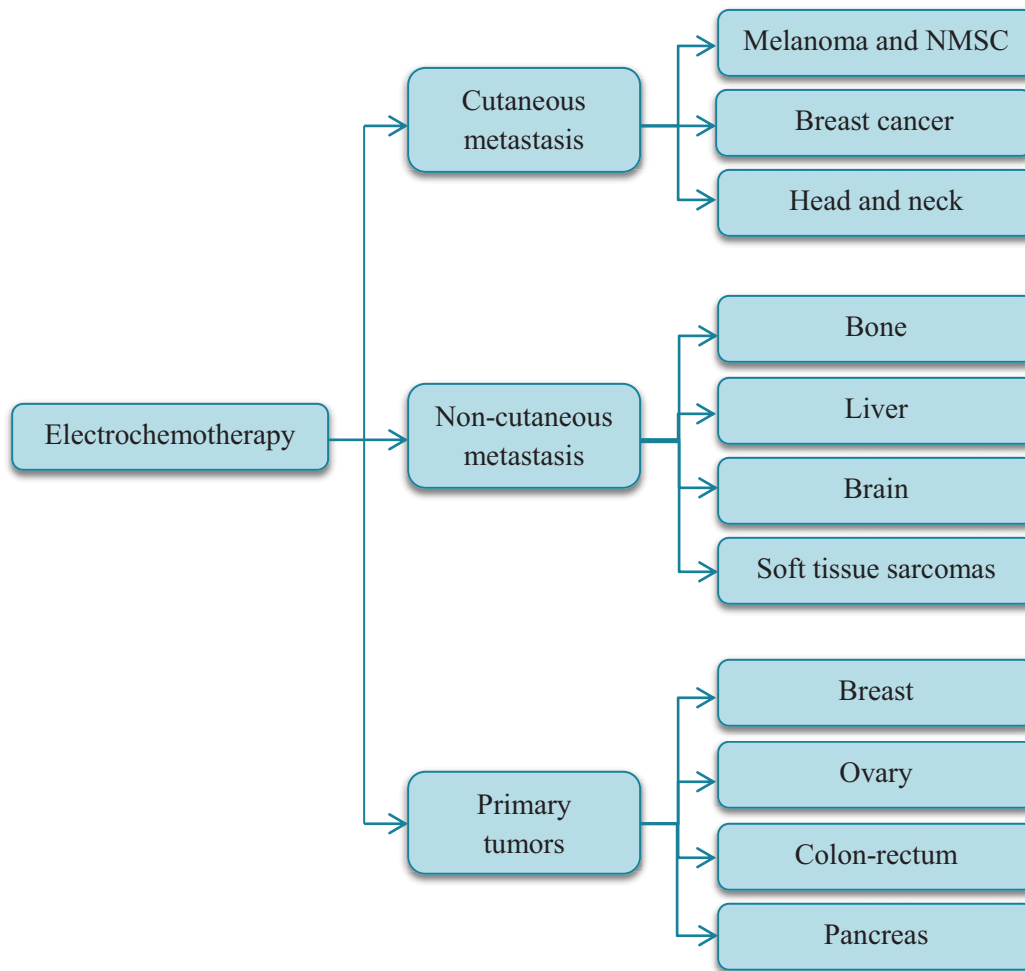 Electrochemotherapy
Cutaneous
metastasis
Melanoma and NMSC
Breast cancer
Head and neck
Non-cutaneous
metastasis
Bone
Liver
Brain
Soft tissue sarcomas
Primary
tumors
Breast
Ovary
Colon-rectum
Pancreas